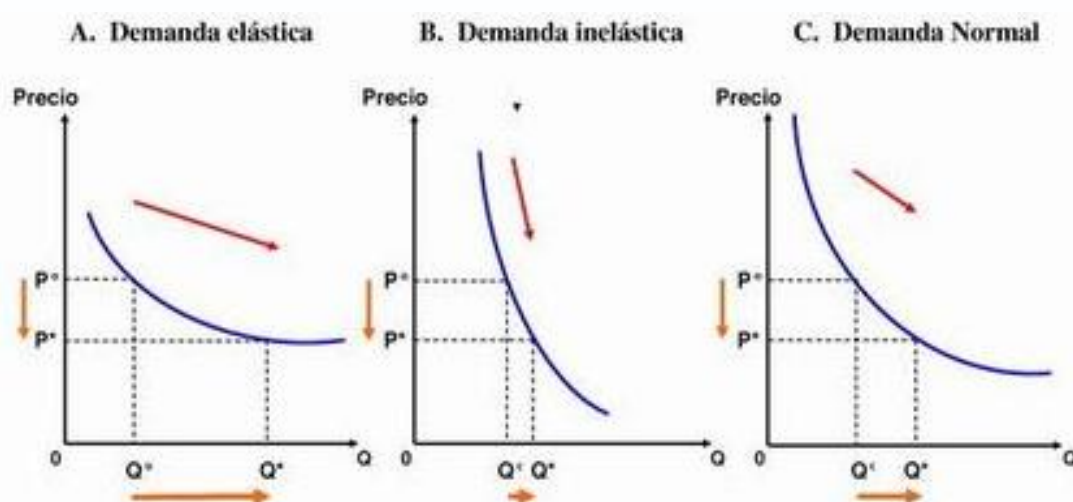 A. Demanda elástica
B. Demanda inelástica
C. Demanda Normal
Precio
Precio
Precio
P°
P*
P°
P*
P°
P*
0
Q°
Q*
Q
0
Q*
Q
0
Q*
Q